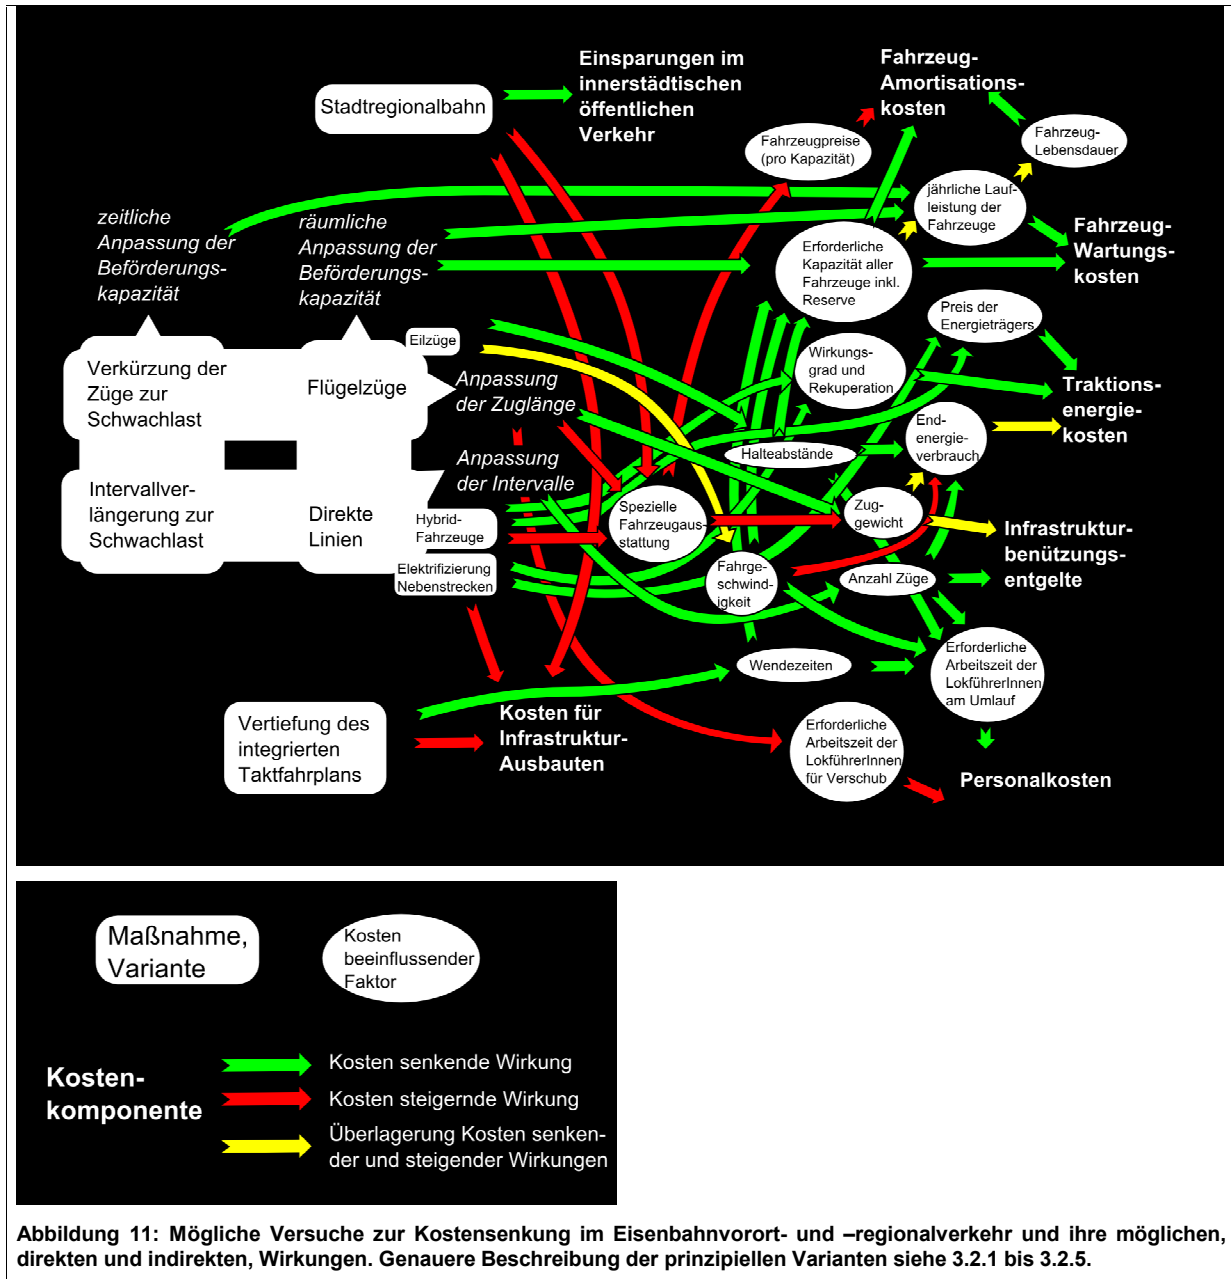 Stadtregionalbahn
Einsparungen im
innerstädtischen
öffentlichen
Verkehr
Fahrzeug-
Amortisations-
kosten
Fahrzeugpreise
(pro Kapazität)
Fahrzeug-
Lebensdauer
zeitliche
Anpassung der
Beförderungs-
kapazität
räumliche
Anpassung der
Beförderungs-
kapazität
jährliche Lauf-
leistung der
Fahrzeuge
Erforderliche
Kapazität aller
Fahrzeuge inkl.
Reserve
Fahrzeug-
Wartungs-
kosten
Preis der
Energieträgers
Eilzüge
Verkürzung der
Züge zur
Schwachlast
Flügelzüge
Anpassung
der Zuglänge
Wirkungs-
grad und
Rekuperation
Traktions-
energie-
kosten
End-
energie-
verbrauch
Halteabstände
Anpassung
der Intervalle
Intervallver-
längerung zur
Schwachlast
Direkte
Linien
Hybrid-
Fahrzeuge
Spezielle
Fahrzeugaus-
stattung
Zug-
gewicht
Infrastruktur-
benützungs-
entgelte
Elektrifizierung
Nebenstrecken
Fahrge-
schwind-
igkeit
Anzahl Züge
Wendezeiten
Erforderliche
Arbeitszeit der
LokführerInnen
am Umlauf
Vertiefung des
integrierten
Taktfahrplans
Kosten für
Infrastruktur-
Ausbauten
Erforderliche
Arbeitszeit der
LokführerInnen
für Verschub
Personalkosten
Maßnahme,
Variante
Kosten
beeinflussender
Faktor
Kosten-
komponente
Kosten senkende Wirkung
Kosten steigernde Wirkung
Überlagerung Kosten senken-
der und steigender Wirkungen
Abbildung 11: Mögliche Versuche zur Kostensenkung im Eisenbahnvorort- und –regionalverkehr und ihre möglichen,
direkten und indirekten, Wirkungen. Genauere Beschreibung der prinzipiellen Varianten siehe 3.2.1 bis 3.2.5.